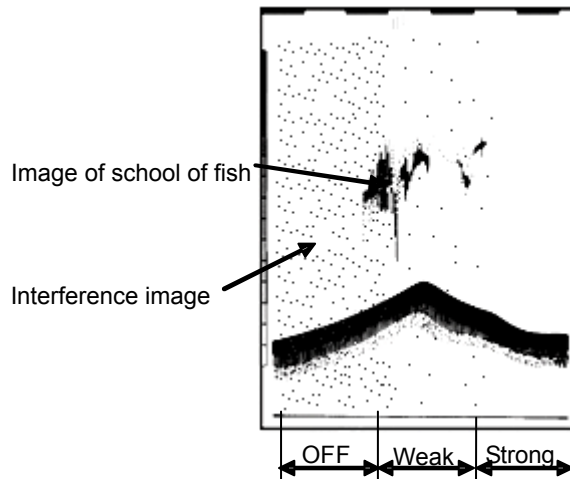 Image of school of fish
Interference image
OFF Weak Strong